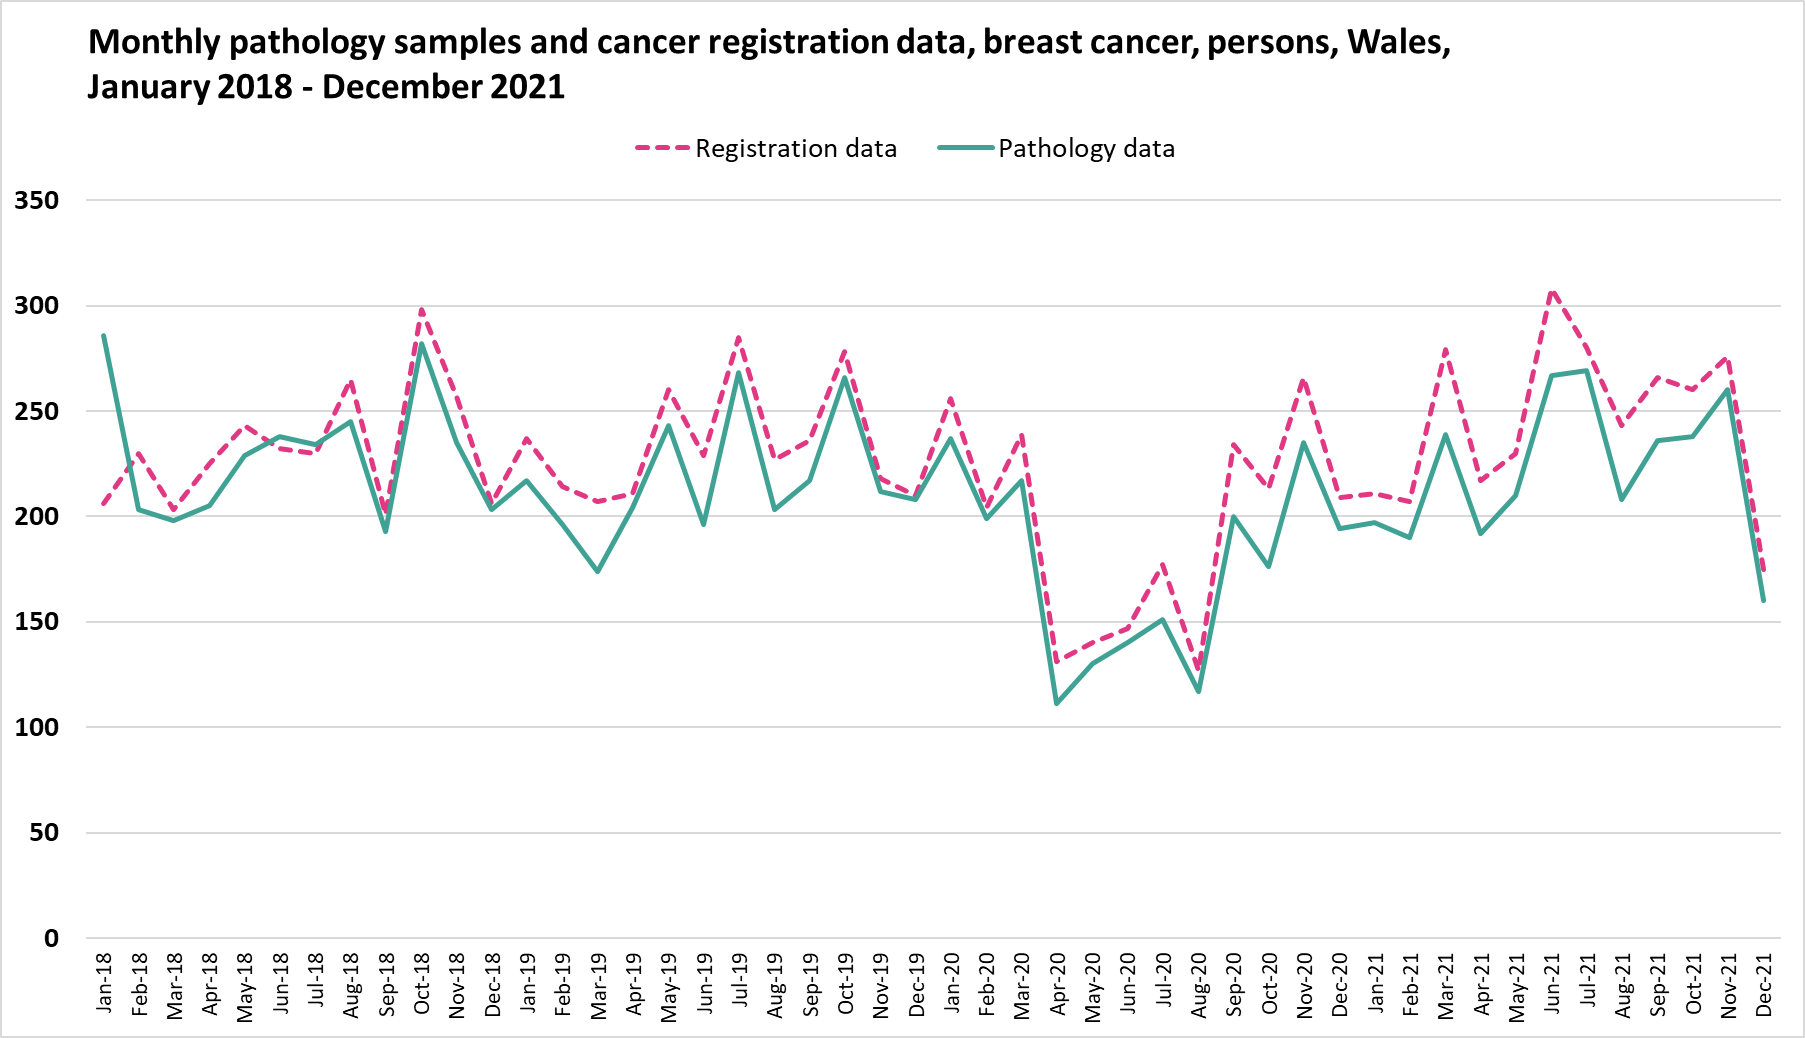 Monthly pathology samples and cancer registration data, breast cancer, persons, Wales,
January 2018 - December 2021
Registration data
Pathology data
350
300
250
200
150
100
50
0
Jan-18
Feb-18
Mar-18
Apr-18
May-18
Jun-18
Jul-18
Aug-18
Sep-18
Oct-18
Nov-18
Dec-18
Jan-19
Feb-19
Mar-19
Apr-19
May-19
Jun-19
Jul-19
Aug-19
Sep-19
Oct-19
Nov-19
Dec-19
Jan-20
Feb-20
Mar-20
Apr-20
May-20
Jun-20
Jul-20
Aug-20
Sep-20
Oct-20
Nov-20
Dec-20
Jan-21
Feb-21
Mar-21
Apr-21
May-21
Jun-21
Jul-21
Aug-21
Sep-21
Oct-21
Nov-21
Dec-21